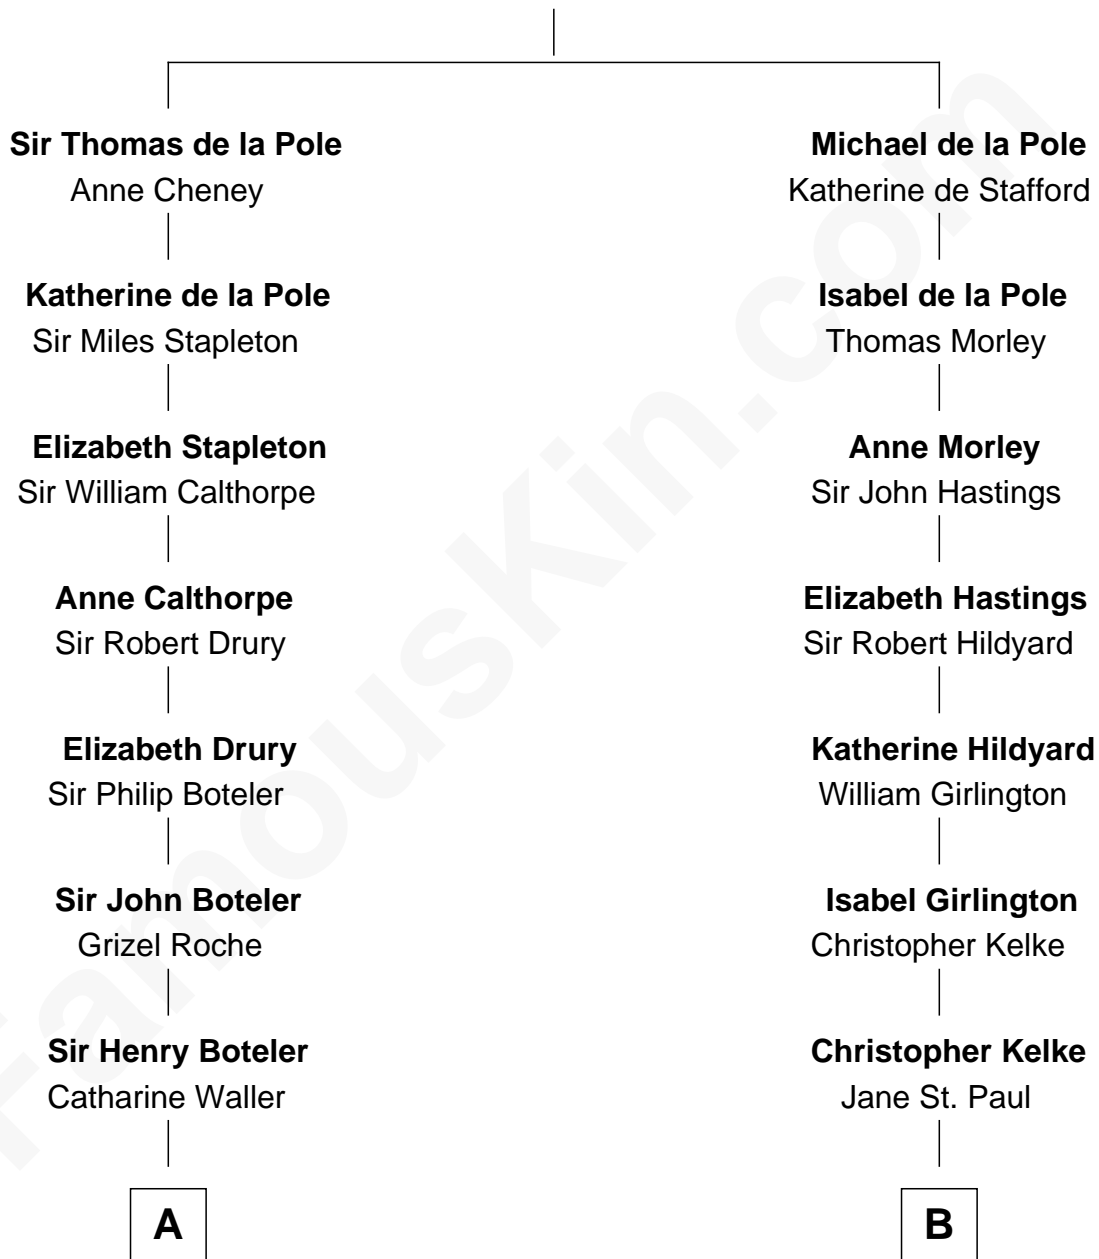 Sir Thomas de la Pole
Anne Cheney
Katherine de la Pole
Sir Miles Stapleton
Elizabeth Stapleton
Sir William Calthorpe
Anne Calthorpe
Sir Robert Drury
Elizabeth Drury
Sir Philip Boteler
Sir John Boteler
Grizel Roche
Sir Henry Boteler
Catharine Waller
A
Michael de la Pole
Katherine de Stafford
Isabel de la Pole
Thomas Morley
Anne Morley
Sir John Hastings
Elizabeth Hastings
Sir Robert Hildyard
Katherine Hildyard
William Girlington
Isabel Girlington
Christopher Kelke
Christopher Kelke
Jane St. Paul
B
FamousKin.com